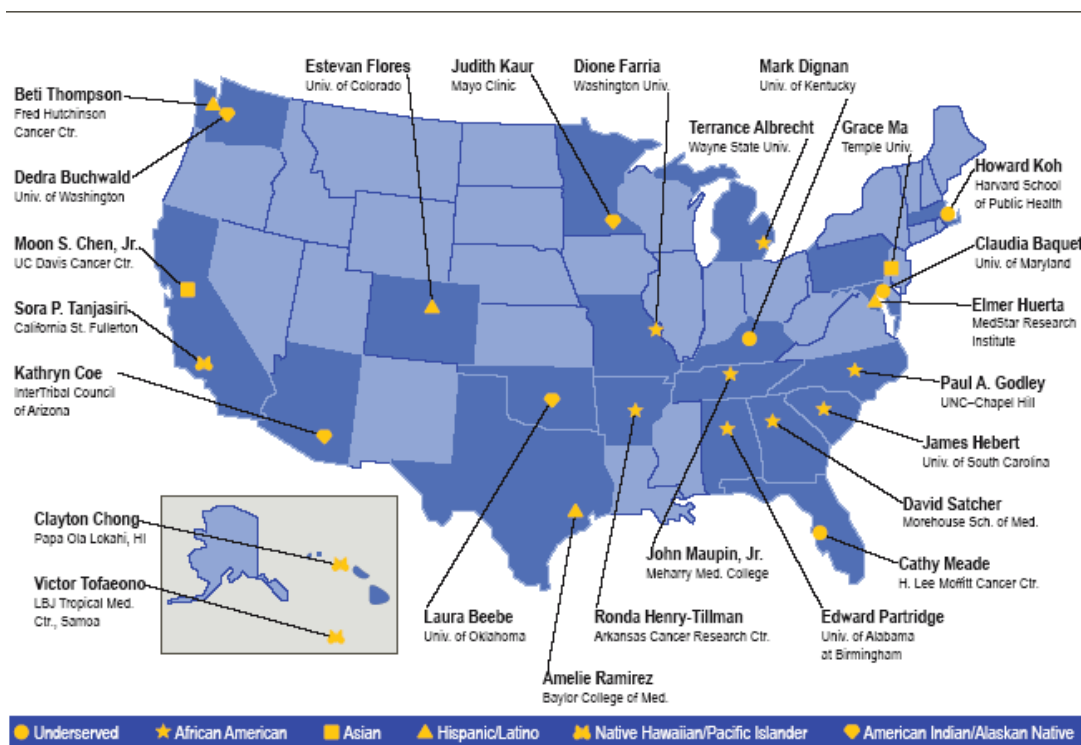 Estevan Flores
Univ. of Colorado
Judith Kaur
Mayo Clinic
Dione Farria
Washington Univ.
Mark Dignan
Univ. of Kentucky
Beti Thompson
Fred Hutchinson
Cancer Ctr.
Terrance Albrecht
Wayne State Univ.
Grace Ma
Temple Univ.
Howard Koh
Harvard School
of Public Health
Dedra Buchwald
Univ. of Washington
Moon S. Chen, Jr.
UC Davis Cancer Ctr.
Claudia Baquet
Univ. of Maryland
Sora P. Tanjasiri
California St. Fullerton
Elmer Huerta
MedStar Research
Institute
Kathryn Coe
InterTribal Council
of Arizona
Paul A. Godley
UNC–Chapel Hill
James Hebert
Univ. of South Carolina
David Satcher
Morehouse Sch. of Med.
Clayton Chong
Papa Ola Lokahi, HI
John Maupin, Jr.
Meharry Med. College
Cathy Meade
H. Lee Moffitt Cancer Ctr.
Victor Tofaeono
LBJ Tropical Med.
Ctr., Samoa
Laura Beebe
Univ. of Oklahoma
Ronda Henry-Tillman
Arkansas Cancer Research Ctr.
Edward Partridge
Univ. of Alabama
at Birmingham
Amelie Ramirez
Baylor College of Med.
Underserved
African American
Asian
Hispanic/Latino
Native Hawaiian/Pacific Islander
American Indian/Alaskan Native